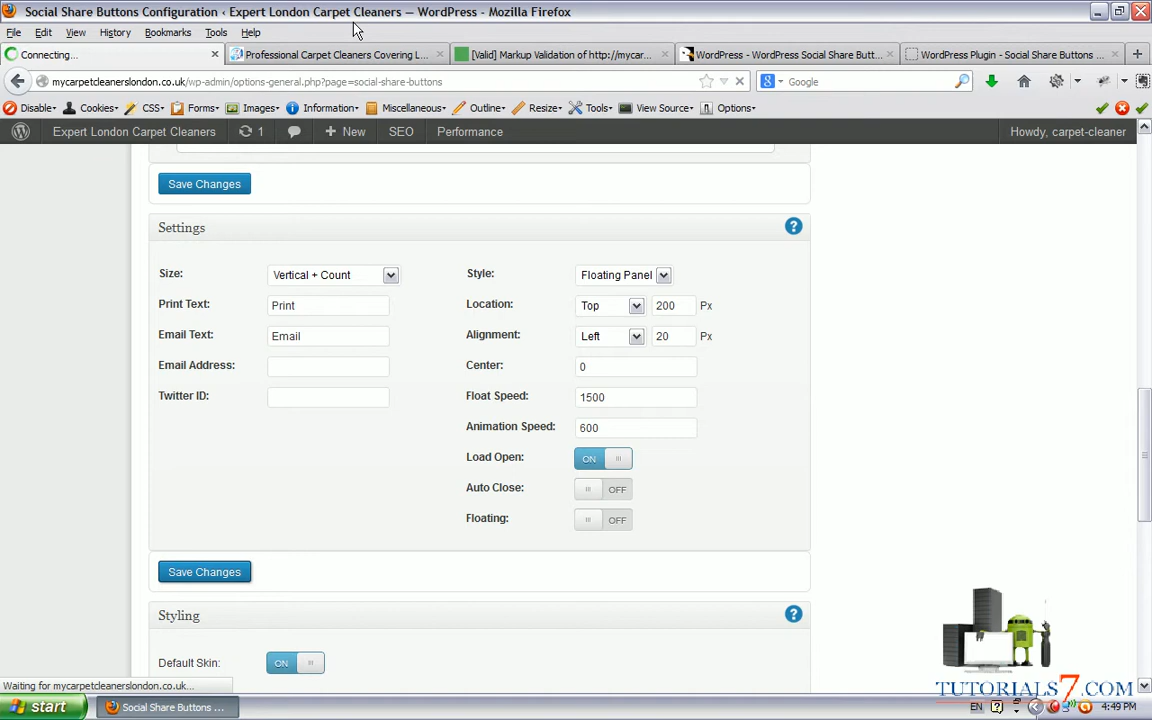 Social Share Buttons Configuration ‹ Expert London Carpet Cleaners — WordPress - Mozilla Firefox
File Edit View History Bookmarks Tools Help
Connecting... Professional Carpet Cleaners Covering L... [Valid] Markup Validation of http://mycar... WordPress - WordPress Social Share Butt... WordPress Plugin - Social Share Buttons ...
mycarpetcleanerslondon.co.uk/wp-admin/options-general.php?page=social-share-buttons Google
Disable Cookies CSS Forms Images Information Miscellaneous Outline Resize Tools View Source Options
Expert London Carpet Cleaners 1 New SEO Performance Howdy, carpet-cleaner
Save Changes
Settings
Size: Vertical + Count Style: Floating Panel
Print Text: Print Location: Top 200 Px
Email Text: Email Alignment: Left 20 Px
Email Address: Center: 0
Twitter ID: Float Speed: 1500
Animation Speed: 600
Load Open: ON
Auto Close: OFF
Floating: OFF
Save Changes
Styling
Default Skin: ON
Waiting for mycarpetcleanerslondon.co.uk...
TUTORIALS7.COM
start Social Share Buttons ... EN 4:49 PM